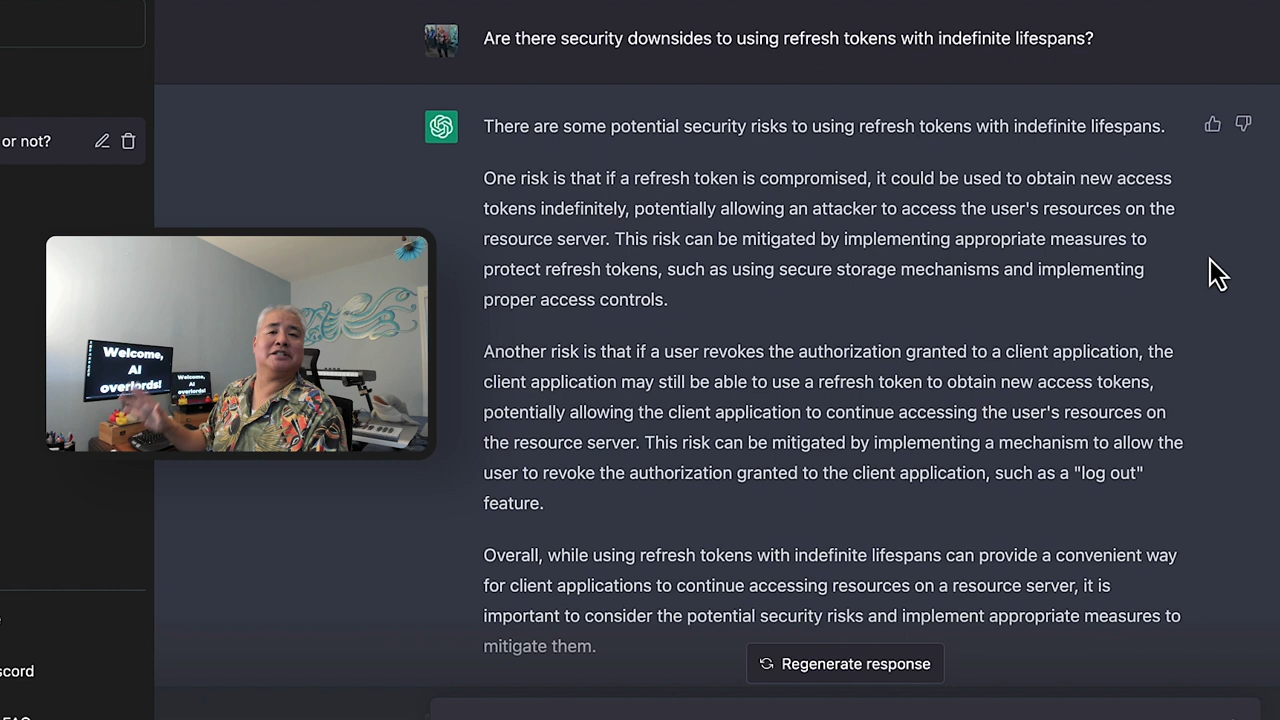 Are there security downsides to using refresh tokens with indefinite lifespans?
There are some potential security risks to using refresh tokens with indefinite lifespans.
or not?
One risk is that if a refresh token is compromised, it could be used to obtain new access
tokens indefinitely, potentially allowing an attacker to access the user's resources on the
resource server. This risk can be mitigated by implementing appropriate measures to
protect refresh tokens, such as using secure storage mechanisms and implementing
proper access controls.
Welcome,
AI
overlords!
Welcome,
AI
overlords!
Another risk is that if a user revokes the authorization granted to a client application, the
client application may still be able to use a refresh token to obtain new access tokens,
potentially allowing the client application to continue accessing the user's resources on
the resource server. This risk can be mitigated by implementing a mechanism to allow the
user to revoke the authorization granted to the client application, such as a "log out"
feature.
Overall, while using refresh tokens with indefinite lifespans can provide a convenient way
for client applications to continue accessing resources on a resource server, it is
important to consider the potential security risks and implement appropriate measures to
mitigate them.
Regenerate response
scord